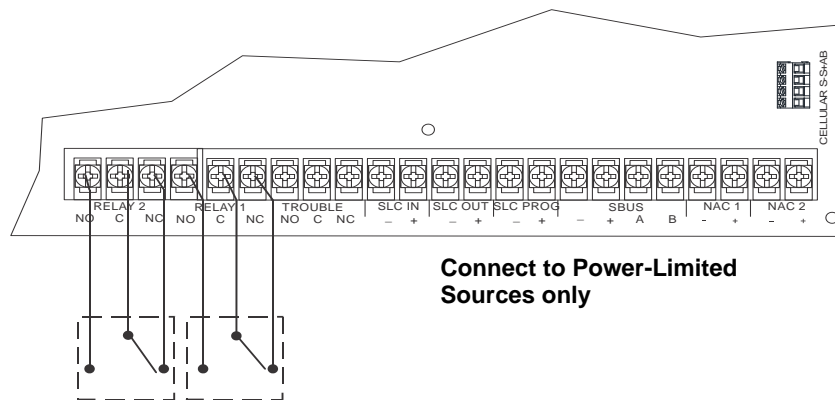 CELLULAR S-S+AB
RELAY 2 RELAY 1 TROUBLE SLC IN SLC OUT SLC PROG SBUS NAC 1 NAC 2
NO C NC NO C NC NO C NC – + – + – + – + A B - + - +
Connect to Power-Limited
Sources only